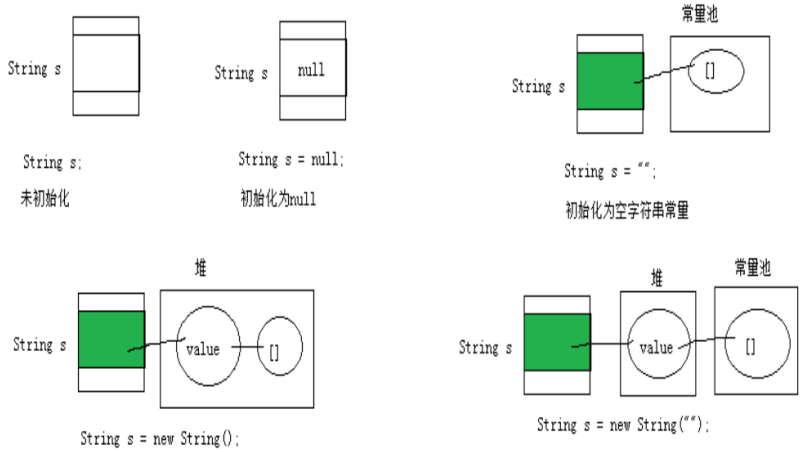 String s
String s;
未初始化
String s
null
String s = null;
初始化为null
常量池
String s
[]
String s = "";
初始化为空字符串常量
堆
String s
value
[]
String s = new String();
堆
常量池
String s
value
[]
String s = new String("");